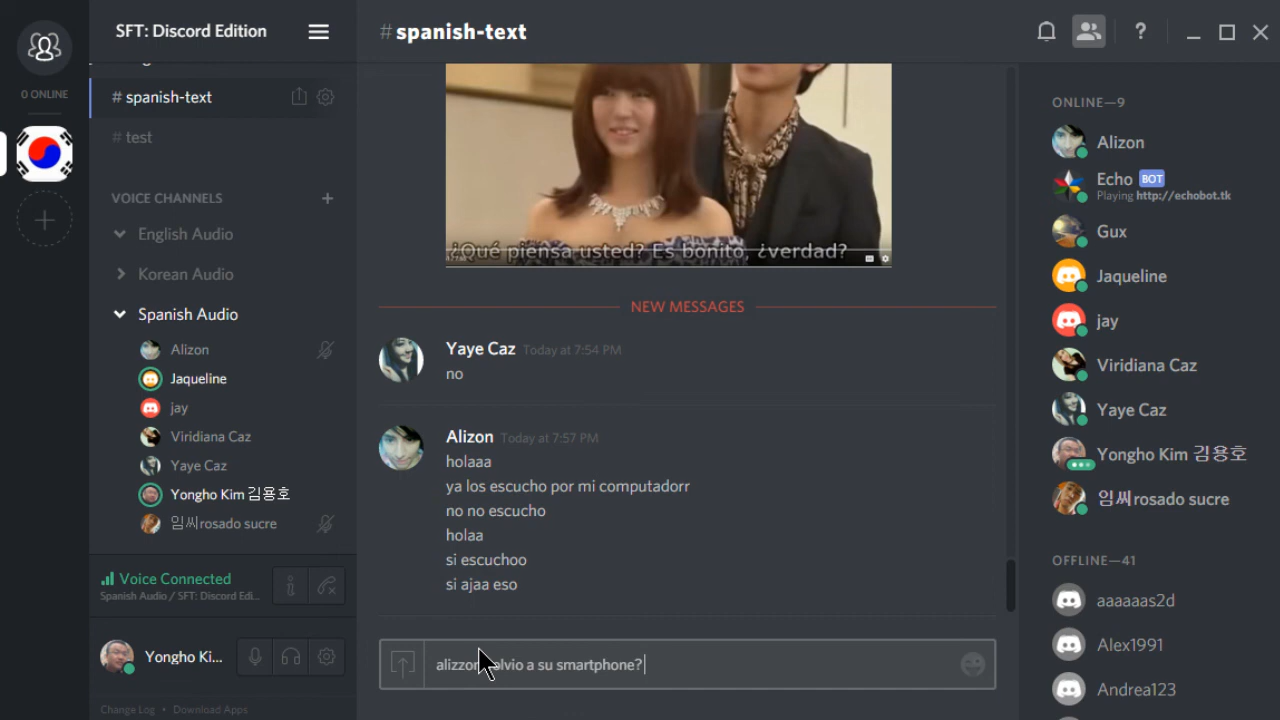 SFT: Discord Edition
# spanish-text
0 ONLINE
# spanish-text
# test
VOICE CHANNELS
English Audio
Korean Audio
Spanish Audio
Alizon
Jaqueline
jay
Viridiana Caz
Yaye Caz
Yongho Kim 김용호
임씨rosado sucre
Voice Connected
Spanish Audio / SFT: Discord Edi...
Yongho Ki...
Change Log • Download Apps
¿Qué piensa usted? Es bonito, ¿verdad?
NEW MESSAGES
Yaye Caz Today at 7:54 PM
no
Alizon Today at 7:57 PM
holaaa
ya los escucho por mi computadorr
no no escucho
holaa
si escuchoo
si ajaa eso
a su smartphone?
ONLINE—9
Alizon
Echo BOT
Playing http://echobot.tk
Gux
Jaqueline
jay
Viridiana Caz
Yaye Caz
Yongho Kim 김용호
임씨rosado sucre
OFFLINE—41
aaaaaas2d
Alex1991
Andrea123